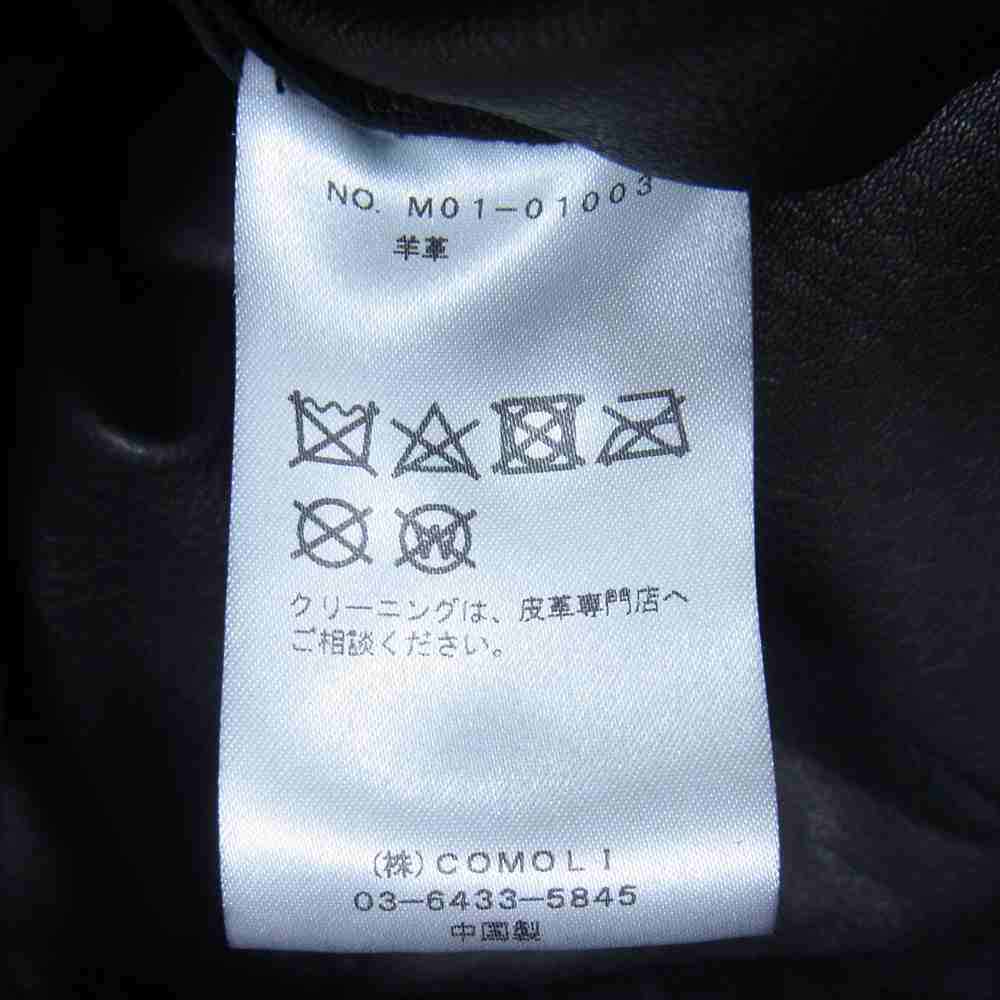 NO. M01-01003
羊革
W
クリーニングは、皮革専門店へ
ご相談ください。
(株)COMOLI
03-6433-5845
中国製